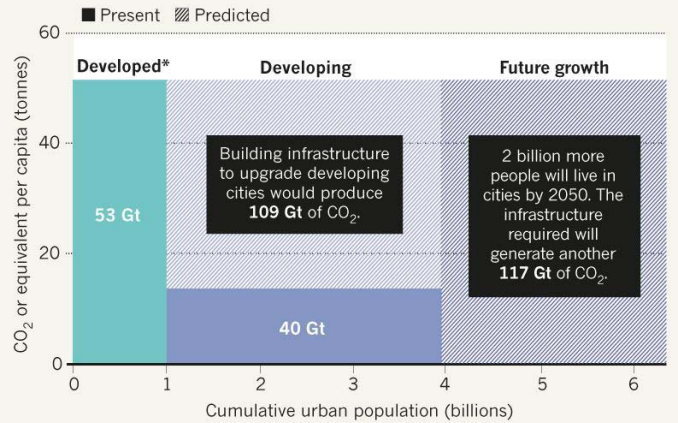 Present Predicted
60
40
20
0
CO₂ or equivalent per capita (tonnes)
Developed*
Developing
Future growth
53 Gt
Building infrastructure
to upgrade developing
cities would produce
109 Gt of CO₂.
40 Gt
2 billion more
people will live in
cities by 2050. The
infrastructure
required will
generate another
117 Gt of CO₂.
0 1 2 3 4 5 6
Cumulative urban population (billions)